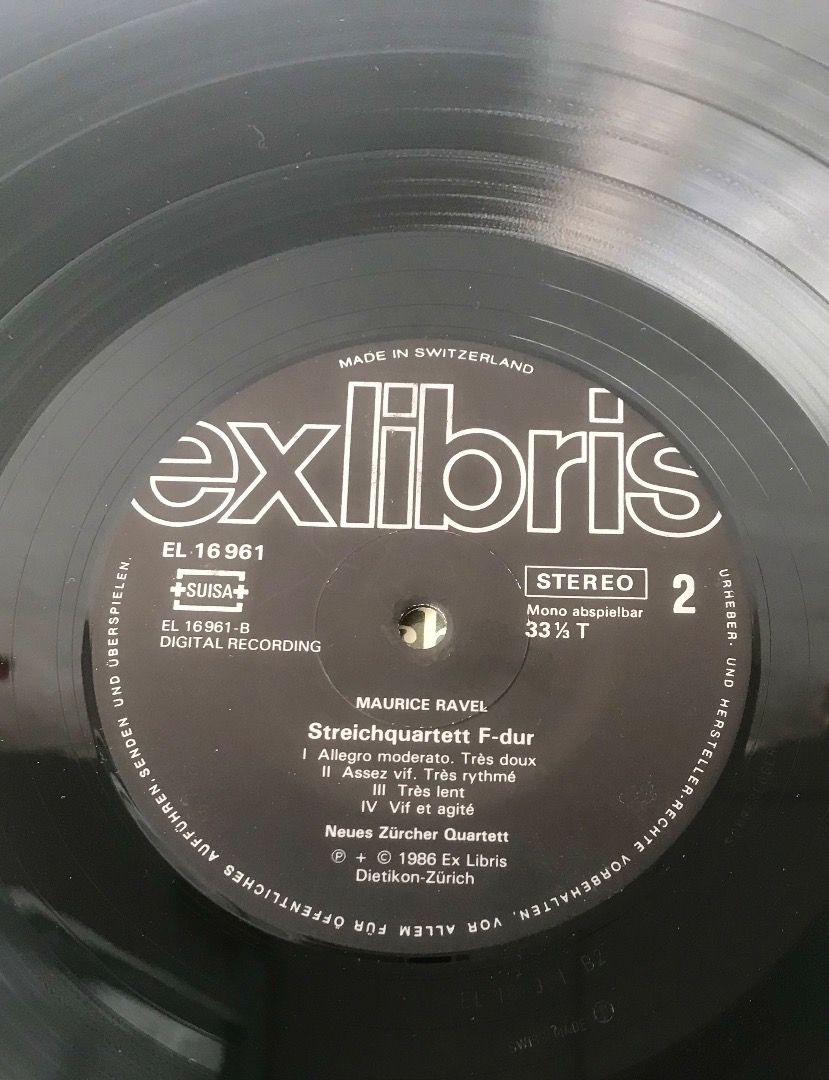 MADE IN SWITZERLAND
exlibris
EL 16 961
+SUISA+
EL 16 961-B
DIGITAL RECORDING
STEREO
2
Mono abspielbar
33⅓ T
MAURICE RAVEL
Streichquartett F-dur
I Allegro moderato. Très doux
II Assez vif. Très rythmé
III Très lent
IV Vif et agité
Neues Zürcher Quartett
Ⓟ + © 1986 Ex Libris
Dietikon-Zürich
URHEBER- UND HERSTELLER-RECHTE VORBEHALTEN, VOR ALLEM FÜR ÖFFENTLICHES AUFFÜHREN, SENDEN UND ÜBERSPIELEN.